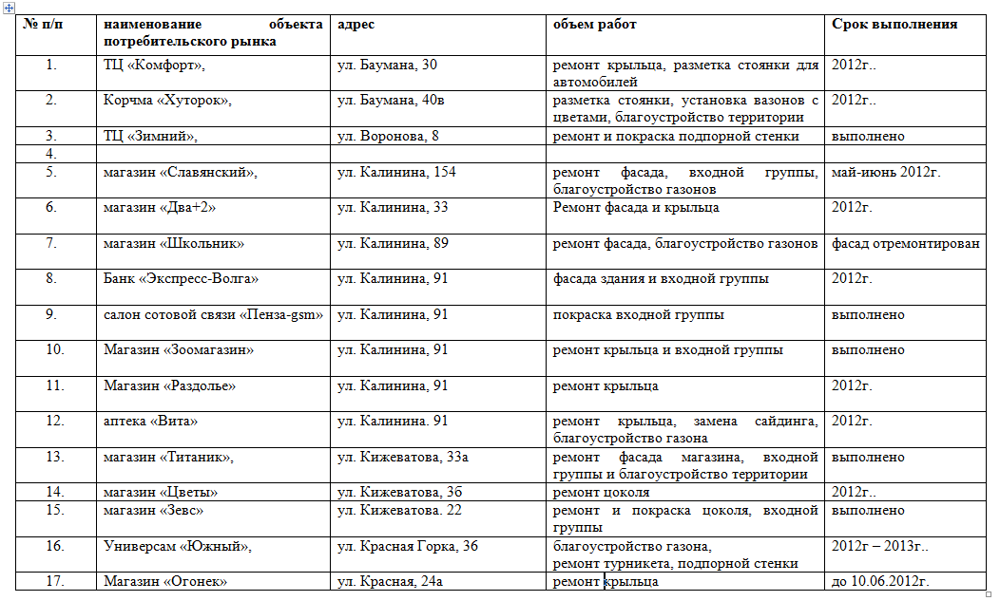 № п/п наименование объекта потребительского рынка адрес объем работ Срок выполнения
1. ТЦ «Комфорт», ул. Баумана, 30 ремонт крыльца, разметка стоянки для автомобилей 2012г..
2. Корчма «Хуторок», ул. Баумана, 40в разметка стоянки, установка вазонов с цветами, благоустройство территории 2012г..
3. ТЦ «Зимний», ул. Воронова, 8 ремонт и покраска подпорной стенки выполнено
4.
5. магазин «Славянский», ул. Калинина, 154 ремонт фасада, входной группы, благоустройство газонов май-июнь 2012г.
6. магазин «Два+2» ул. Калинина, 33 Ремонт фасада и крыльца 2012г.
7. магазин «Школьник» ул. Калинина, 89 ремонт фасада, благоустройство газонов фасад отремонтирован
8. Банк «Экспресс-Волга» ул. Калинина, 91 фасада здания и входной группы 2012г.
9. салон сотовой связи «Пенза-gsm» ул. Калинина, 91 покраска входной группы выполнено
10. Магазин «Зоомагазин» ул. Калинина, 91 ремонт крыльца и входной группы выполнено
11. Магазин «Раздолье» ул. Калинина, 91 ремонт крыльца 2012г.
12. аптека «Вита» ул. Калинина. 91 ремонт крыльца, замена сайдинга, благоустройство газона 2012г.
13. магазин «Титаник», ул. Кижеватова, 33а ремонт фасада магазина, входной группы и благоустройство территории выполнено
14. магазин «Цветы» ул. Кижеватова, 36 ремонт цоколя 2012г..
15. магазин «Зевс» ул. Кижеватова. 22 ремонт и покраска цоколя, входной группы выполнено
16. Универсам «Южный», ул. Красная Горка, 36 благоустройство газона, ремонт турникета, подпорной стенки 2012г – 2013г..
17. Магазин «Огонек» ул. Красная, 24а ремонт крыльца до 10.06.2012г.